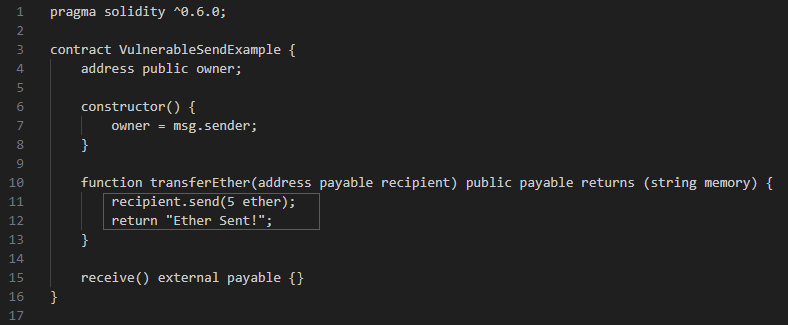 1 pragma solidity ^0.6.0;
2
3 contract VulnerableSendExample {
4     address public owner;
5
6     constructor() {
7         owner = msg.sender;
8     }
9
10     function transferEther(address payable recipient) public payable returns (string memory) {
11         recipient.send(5 ether);
12         return "Ether Sent!";
13     }
14
15     receive() external payable {}
16 }
17